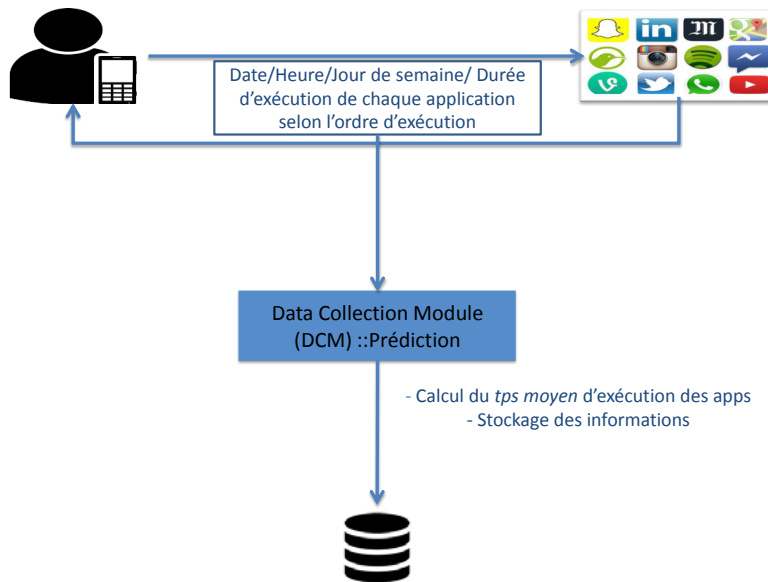 in
M
Date/Heure/Jour de semaine/ Durée
d'exécution de chaque application
selon l'ordre d'exécution
Data Collection Module
(DCM) ::Prédiction
- Calcul du tps moyen d'exécution des apps
- Stockage des informations